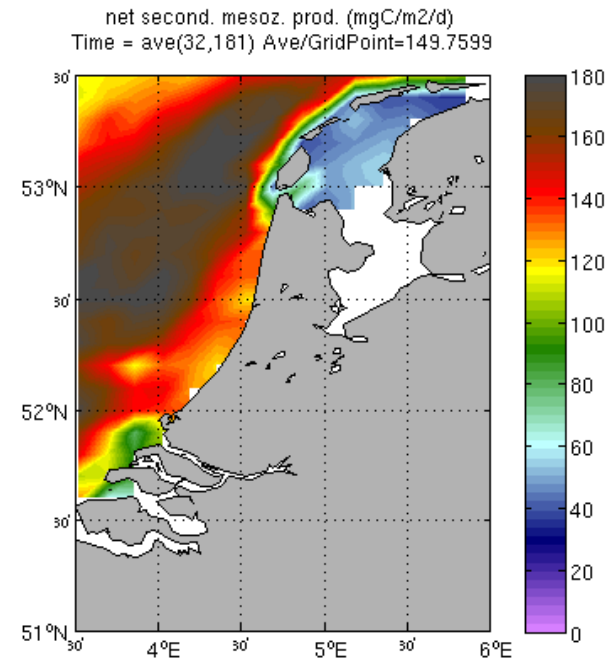 net second. mesoz. prod. (mgC/m2/d)
Time = ave(32,181) Ave/GridPoint=149.7599
30'
53°N
30'
52°N
30'
51°N
30'
4°E
30'
5°E
30'
6°E
180
160
140
120
100
80
60
40
20
0